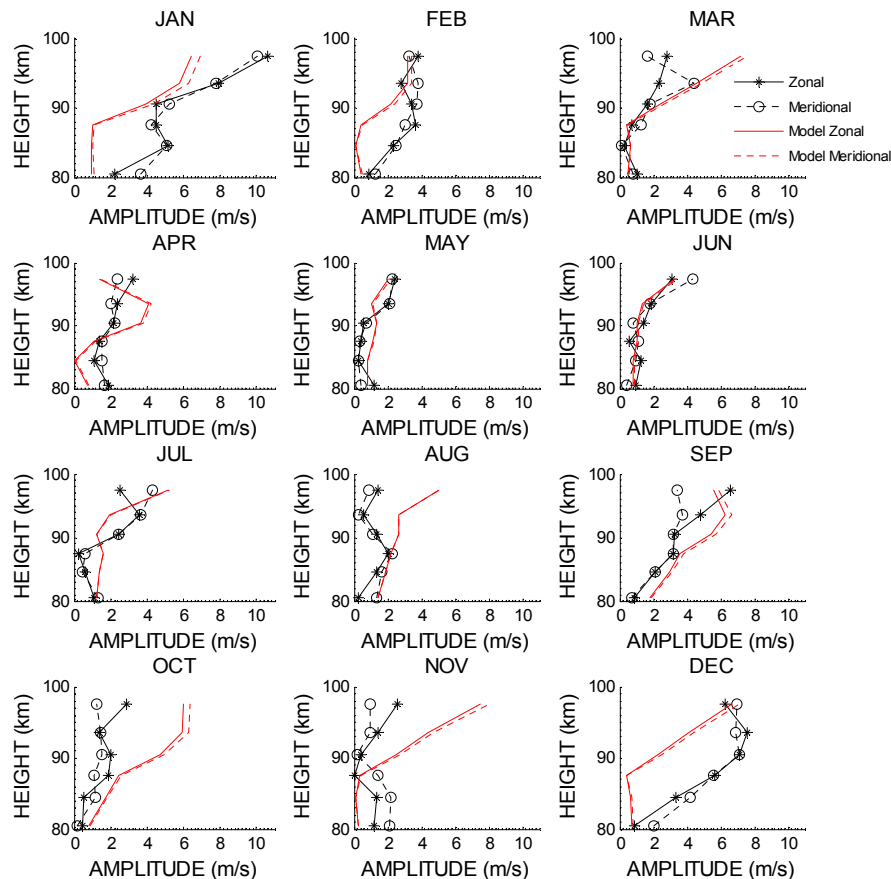 JAN FEB MAR
100 100 100
HEIGHT (km) HEIGHT (km) HEIGHT (km)
90 90 90
80 80 80
0 2 4 6 8 10 0 2 4 6 8 10 0 2 4 6 8 10
AMPLITUDE (m/s) AMPLITUDE (m/s) AMPLITUDE (m/s)
Zonal
Meridional
Model Zonal
Model Meridional
APR MAY JUN
100 100 100
HEIGHT (km) HEIGHT (km) HEIGHT (km)
90 90 90
80 80 80
0 2 4 6 8 10 0 2 4 6 8 10 0 2 4 6 8 10
AMPLITUDE (m/s) AMPLITUDE (m/s) AMPLITUDE (m/s)
JUL AUG SEP
100 100 100
HEIGHT (km) HEIGHT (km) HEIGHT (km)
90 90 90
80 80 80
0 2 4 6 8 10 0 2 4 6 8 10 0 2 4 6 8 10
AMPLITUDE (m/s) AMPLITUDE (m/s) AMPLITUDE (m/s)
OCT NOV DEC
100 100 100
HEIGHT (km) HEIGHT (km) HEIGHT (km)
90 90 90
80 80 80
0 2 4 6 8 10 0 2 4 6 8 10 0 2 4 6 8 10
AMPLITUDE (m/s) AMPLITUDE (m/s) AMPLITUDE (m/s)